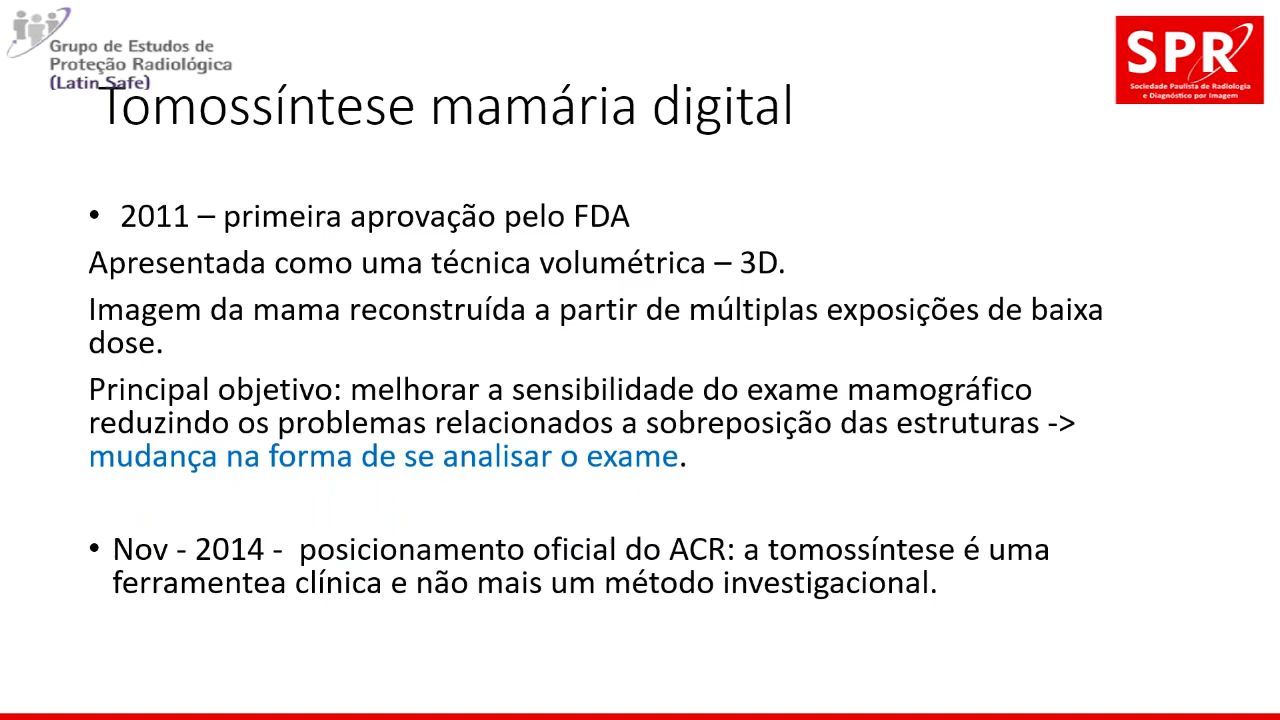 Grupo de Estudos de
Proteção Radiológica
(Latin Safe)
SPR
Sociedade Paulista de Radiologia
e Diagnóstico por Imagem
Tomossíntese mamária digital
• 2011 – primeira aprovação pelo FDA
Apresentada como uma técnica volumétrica – 3D.
Imagem da mama reconstruída a partir de múltiplas exposições de baixa
dose.
Principal objetivo: melhorar a sensibilidade do exame mamográfico
reduzindo os problemas relacionados a sobreposição das estruturas ->
mudança na forma de se analisar o exame.
• Nov - 2014 - posicionamento oficial do ACR: a tomossíntese é uma
ferramentea clínica e não mais um método investigacional.